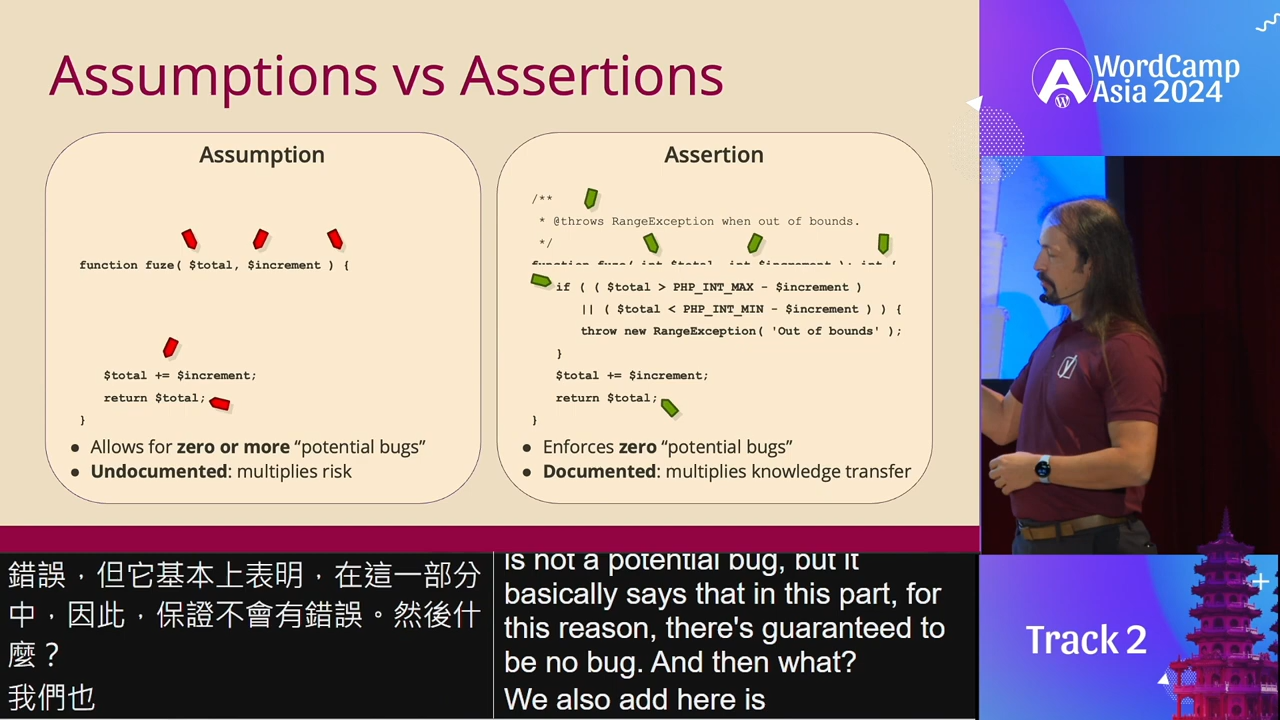 Assumptions vs Assertions
Assumption
function fuze( $total, $increment ) {
$total += $increment;
return $total;
}
● Allows for zero or more “potential bugs”
● Undocumented: multiplies risk
Assertion
/**
* @throws RangeException when out of bounds.
*/
function fuze( int $total, int $increment ): int {
if ( ( $total > PHP_INT_MAX - $increment )
|| ( $total < PHP_INT_MIN - $increment ) ) {
throw new RangeException( 'Out of bounds' );
}
$total += $increment;
return $total;
}
● Enforces zero “potential bugs”
● Documented: multiplies knowledge transfer
WordCamp
Asia 2024
錯誤，但它基本上表明，在這一部分
中，因此，保證不會有錯誤。然後什
麼？
我們也
is not a potential bug, but it
basically says that in this part, for
this reason, there's guaranteed to
be no bug. And then what?
We also add here is
Track 2